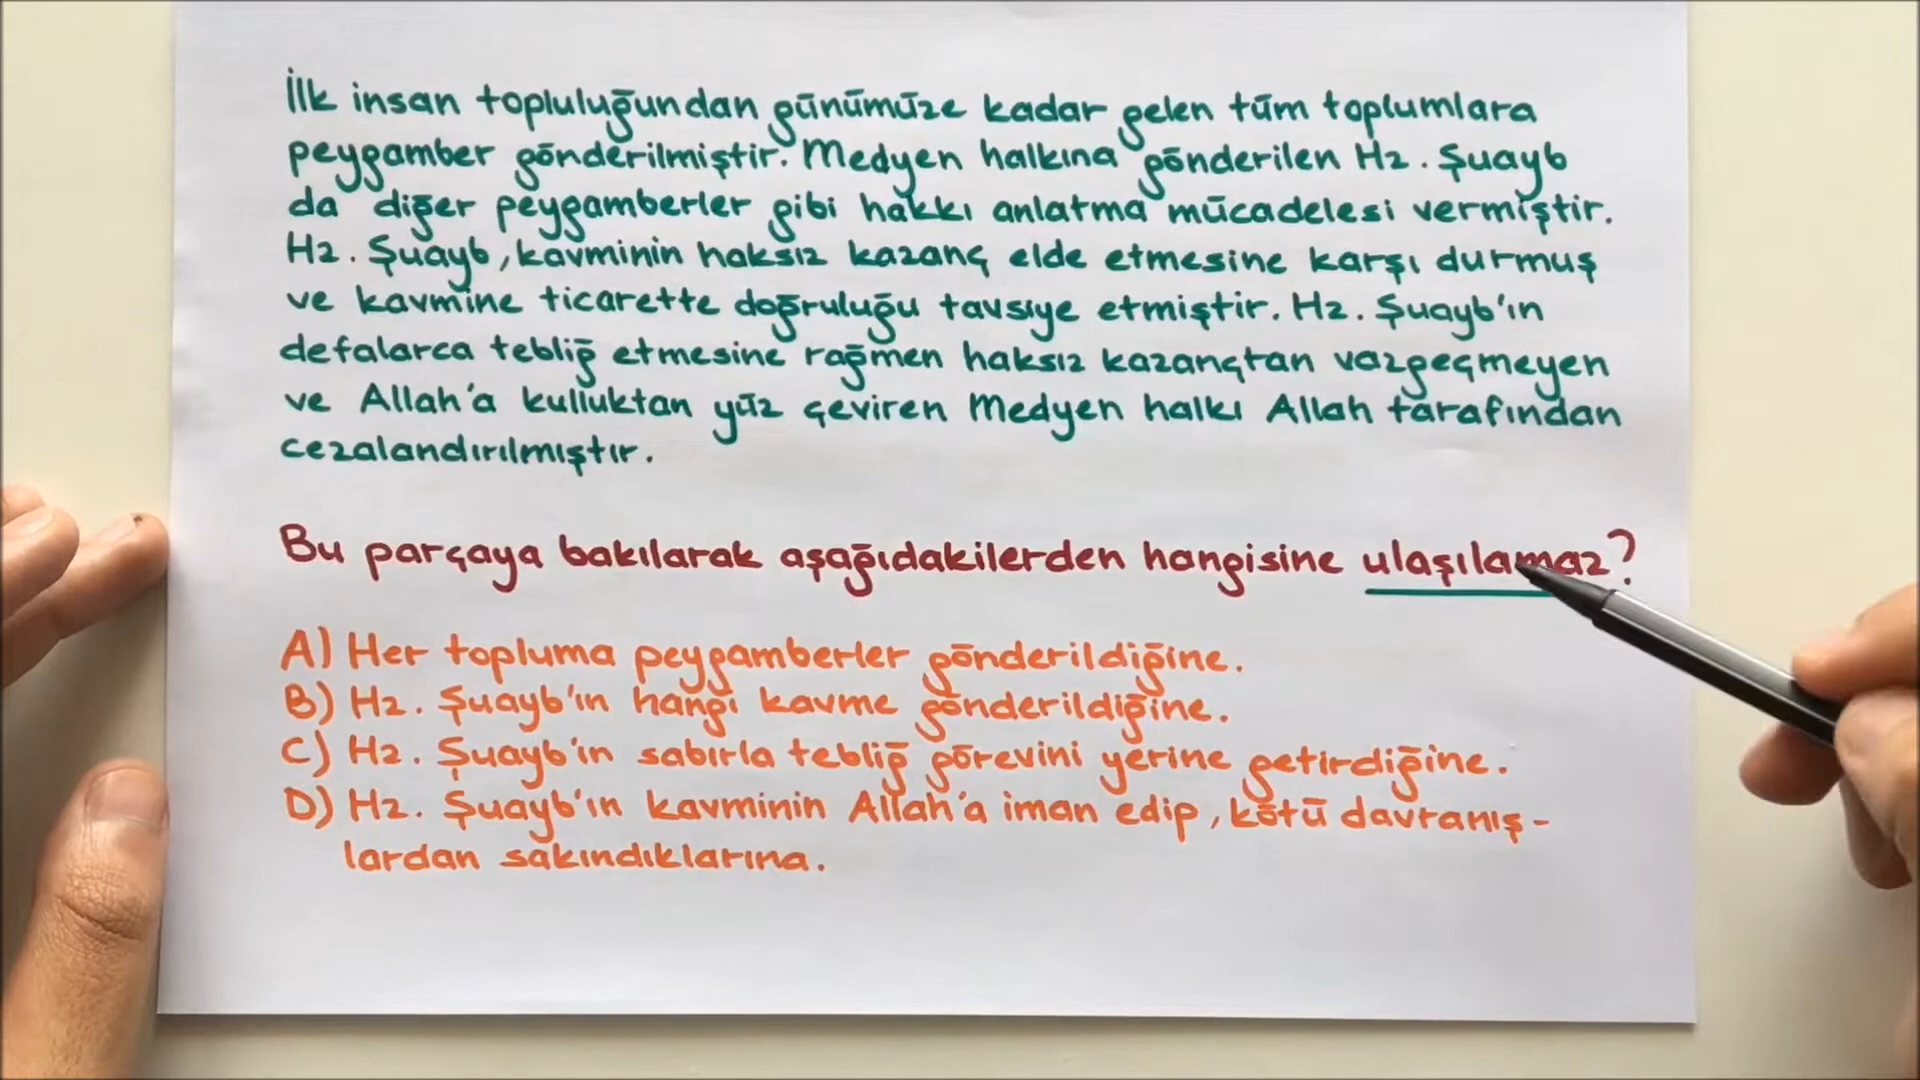 İlk insan topluluğundan günümüze kadar gelen tüm toplumlara
peygamber gönderilmiştir. Medyen halkına gönderilen Hz. Şuayb
da diğer peygamberler gibi hakkı anlatma mücadelesi vermiştir.
Hz. Şuayb, kavminin haksız kazanç elde etmesine karşı durmuş
ve kavmine ticarette doğruluğu tavsiye etmiştir. Hz. Şuayb'ın
defalarca tebliğ etmesine rağmen haksız kazançtan vazgeçmeyen
ve Allah'a kulluktan yüz çeviren Medyen halkı Allah tarafından
cezalandırılmıştır.
Bu parçaya bakılarak aşağıdakilerden hangisine ulaşılamaz?
A) Her topluma peygamberler gönderildiğine.
B) Hz. Şuayb'ın hangi kavme gönderildiğine.
C) Hz. Şuayb'ın sabırla tebliğ görevini yerine getirdiğine.
D) Hz. Şuayb'ın kavminin Allah'a iman edip, kötü davranış-
lardan sakındıklarına.